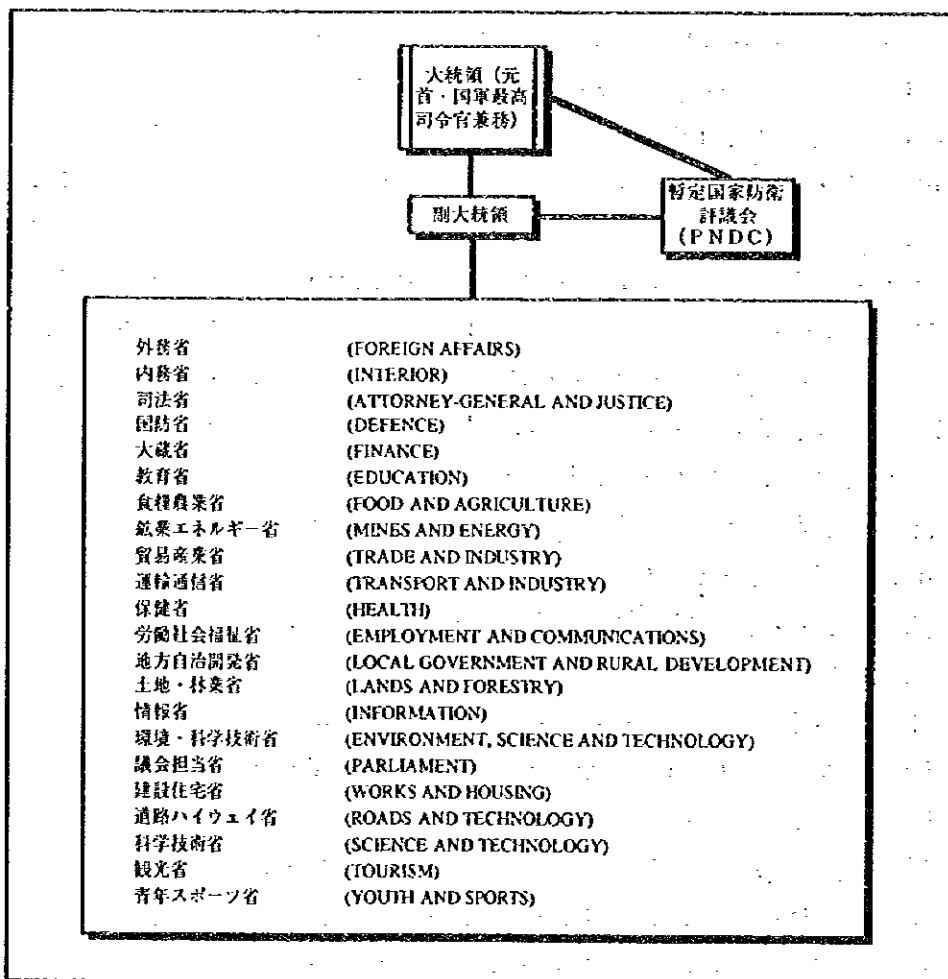 大統領（元
首・国軍最高
司令官兼務）
副大統領
暫定国家防衛
評議会
(PNDC)
外務省 (FOREIGN AFFAIRS)
内務省 (INTERIOR)
司法省 (ATTORNEY-GENERAL AND JUSTICE)
国防省 (DEFENCE)
大蔵省 (FINANCE)
教育省 (EDUCATION)
食糧農業省 (FOOD AND AGRICULTURE)
鉱業エネルギー省 (MINES AND ENERGY)
貿易産業省 (TRADE AND INDUSTRY)
運輸通信省 (TRANSPORT AND INDUSTRY)
保健省 (HEALTH)
労働社会福祉省 (EMPLOYMENT AND COMMUNICATIONS)
地方自治開発省 (LOCAL GOVERNMENT AND RURAL DEVELOPMENT)
土地・林業省 (LANDS AND FORESTRY)
情報省 (INFORMATION)
環境・科学技術省 (ENVIRONMENT, SCIENCE AND TECHNOLOGY)
議会担当省 (PARLIAMENT)
建設住宅省 (WORKS AND HOUSING)
道路ハイウェイ省 (ROADS AND TECHNOLOGY)
科学技術省 (SCIENCE AND TECHNOLOGY)
観光省 (TOURISM)
青年スポーツ省 (YOUTH AND SPORTS)